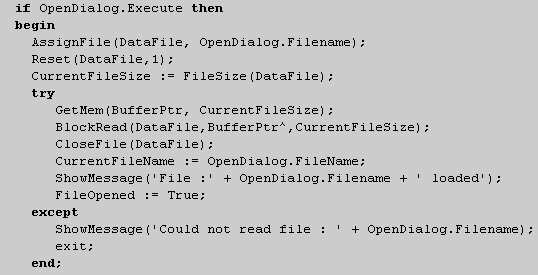 if OpenDialog.Execute then
begin
AssignFile(DataFile, OpenDialog.Filename);
Reset(DataFile,1);
CurrentFileSize := FileSize(DataFile);
try
GetMem(BufferPtr, CurrentFileSize);
BlockRead(DataFile,BufferPtr^,CurrentFileSize);
CloseFile(DataFile);
CurrentFileName := OpenDialog.FileName;
ShowMessage('File :' + OpenDialog.Filename + ' loaded');
FileOpened := True;
except
ShowMessage('Could not read file : ' + OpenDialog.Filename);
exit;
end;